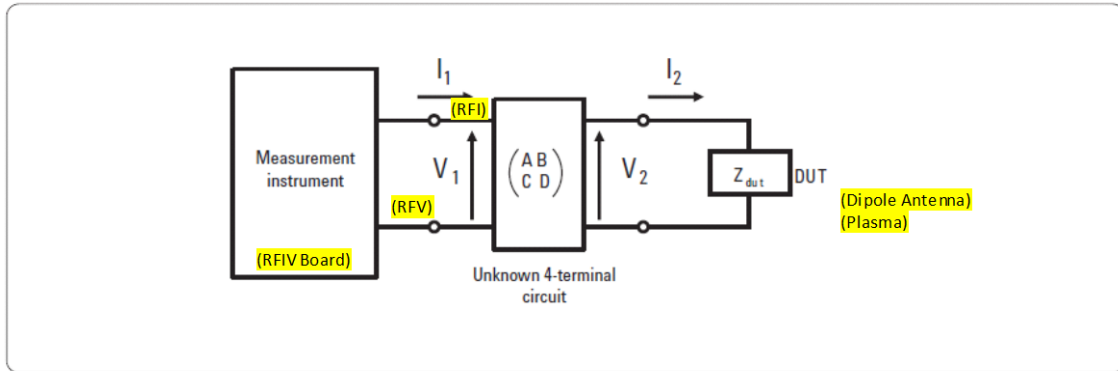 I1
I2
(RFI)
Measurement
instrument
V1
(A B
C D)
V2
Zdut
DUT
(Dipole Antenna)
(Plasma)
(RFV)
(RFIV Board)
Unknown 4-terminal
circuit